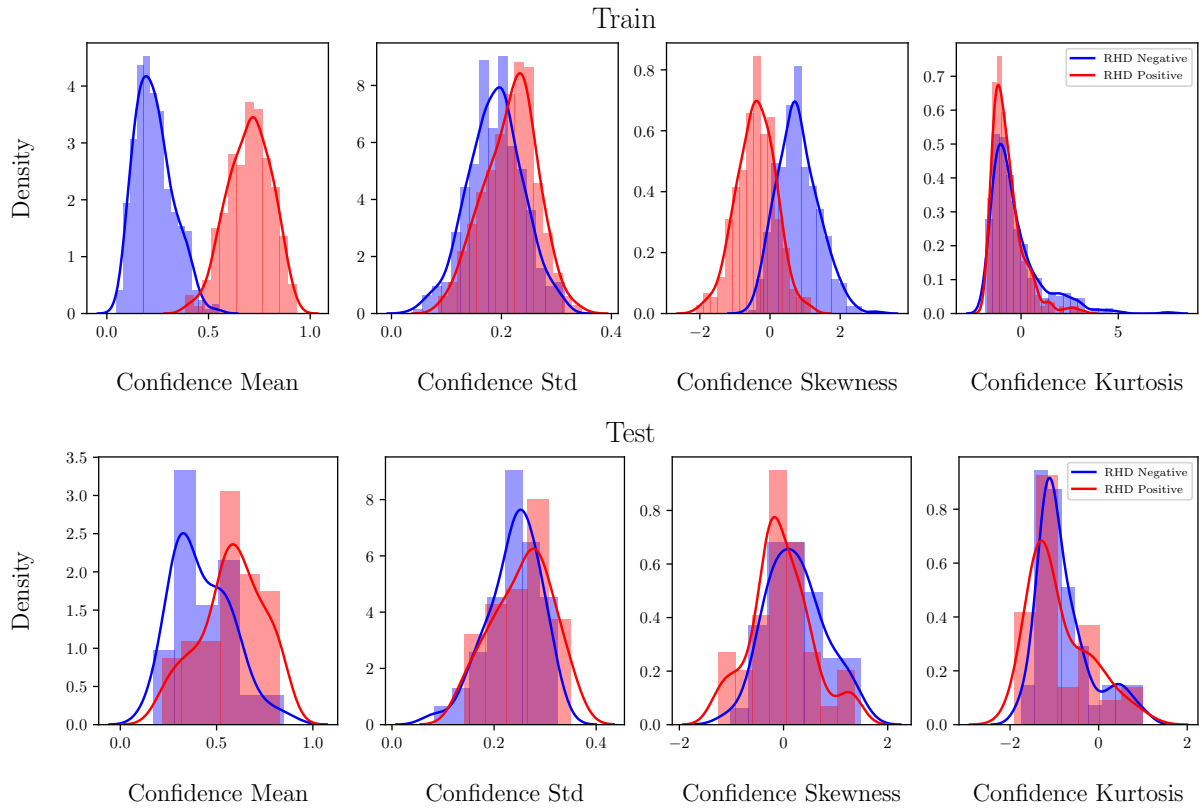 Train
Density
4
3
2
1
0
0.0 0.5 1.0
Confidence Mean
8
6
4
2
0
0.0 0.2 0.4
Confidence Std
0.8
0.6
0.4
0.2
0.0
−2 0 2
Confidence Skewness
RHD Negative
RHD Positive
0.7
0.6
0.5
0.4
0.3
0.2
0.1
0.0
0 5
Confidence Kurtosis
Test
Density
3.5
3.0
2.5
2.0
1.5
1.0
0.5
0.0
0.0 0.5 1.0
Confidence Mean
8
6
4
2
0
0.0 0.2 0.4
Confidence Std
0.8
0.6
0.4
0.2
0.0
−2 0 2
Confidence Skewness
RHD Negative
RHD Positive
0.8
0.6
0.4
0.2
0.0
−2 0 2
Confidence Kurtosis